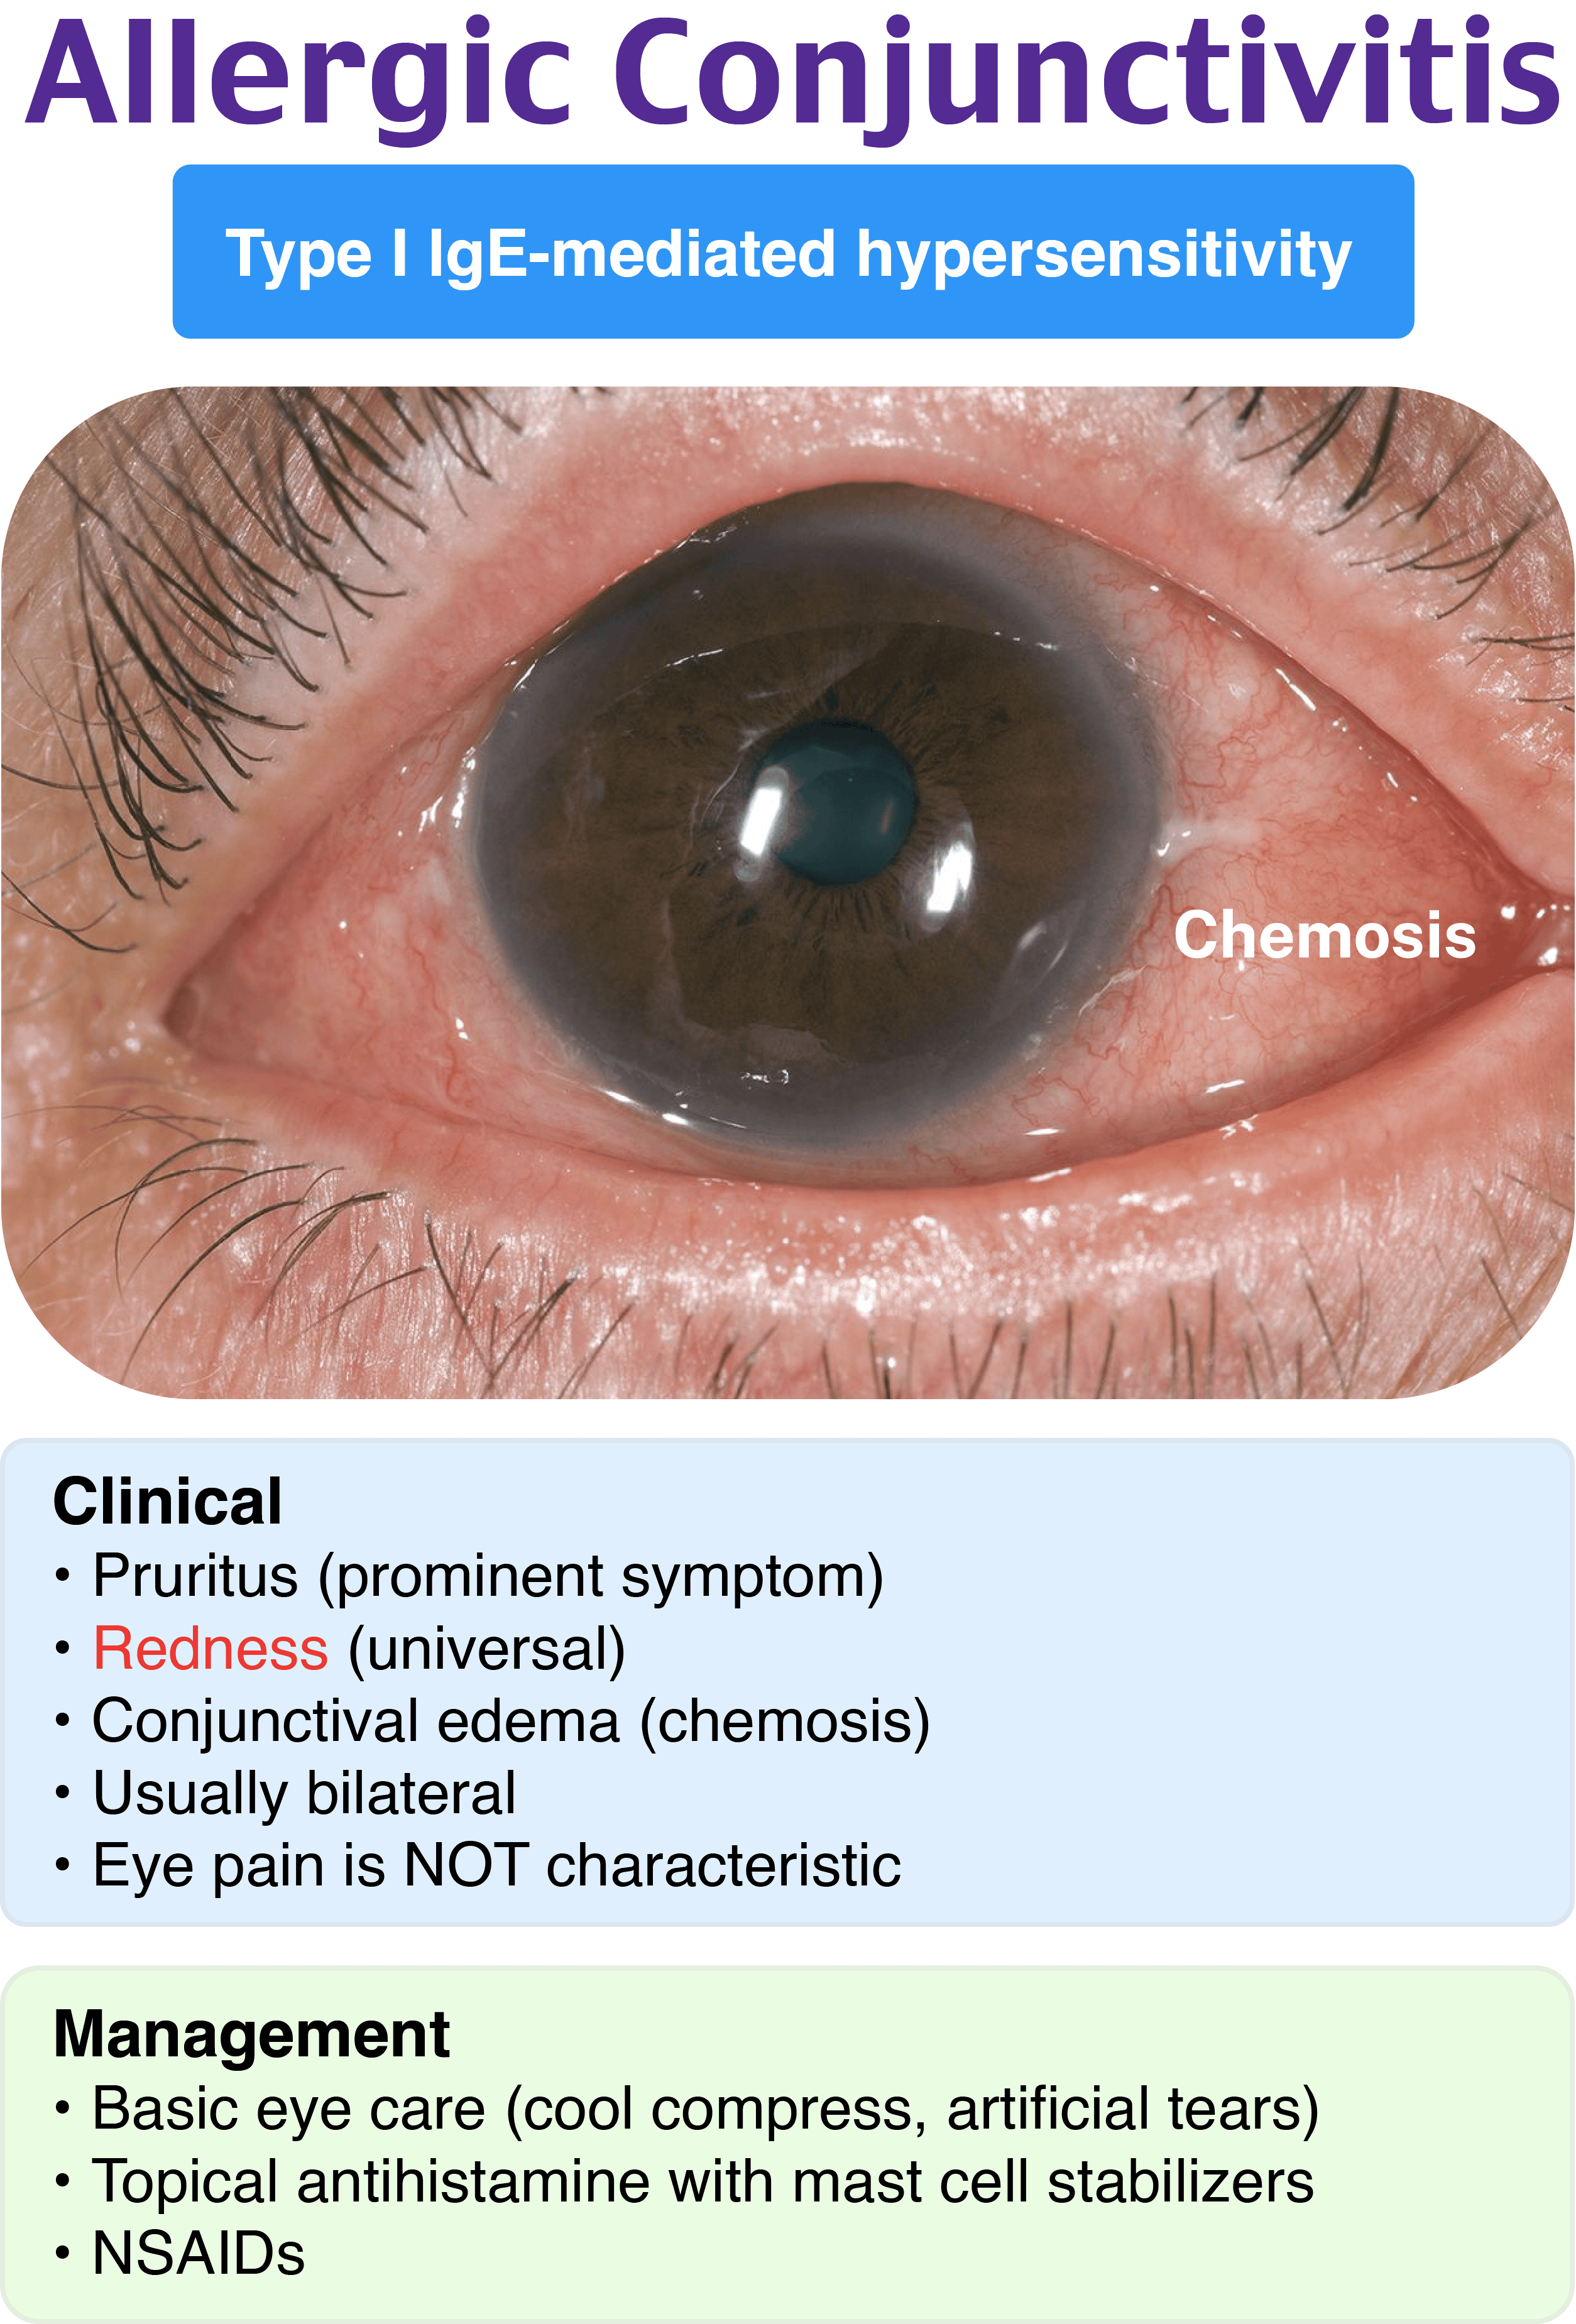 Allergic Conjunctivitis
Type I IgE-mediated hypersensitivity
Chemosis
Clinical
• Pruritus (prominent symptom)
• Redness (universal)
• Conjunctival edema (chemosis)
• Usually bilateral
• Eye pain is NOT characteristic
Management
• Basic eye care (cool compress, artificial tears)
• Topical antihistamine with mast cell stabilizers
• NSAIDs